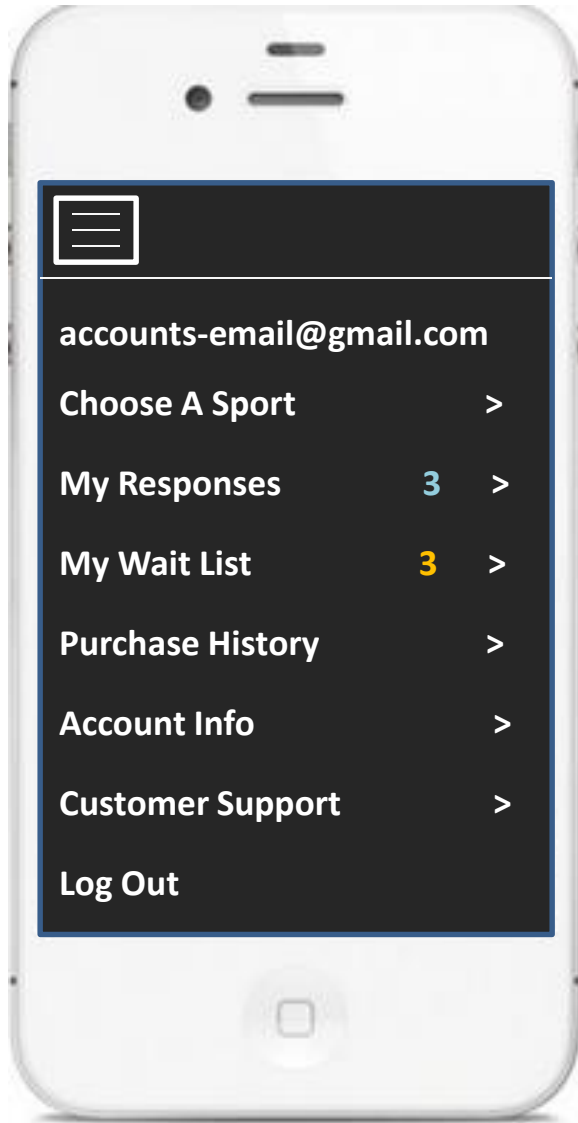 accounts-email@gmail.com
Choose A Sport >
My Responses 3 >
My Wait List 3 >
Purchase History >
Account Info >
Customer Support >
Log Out